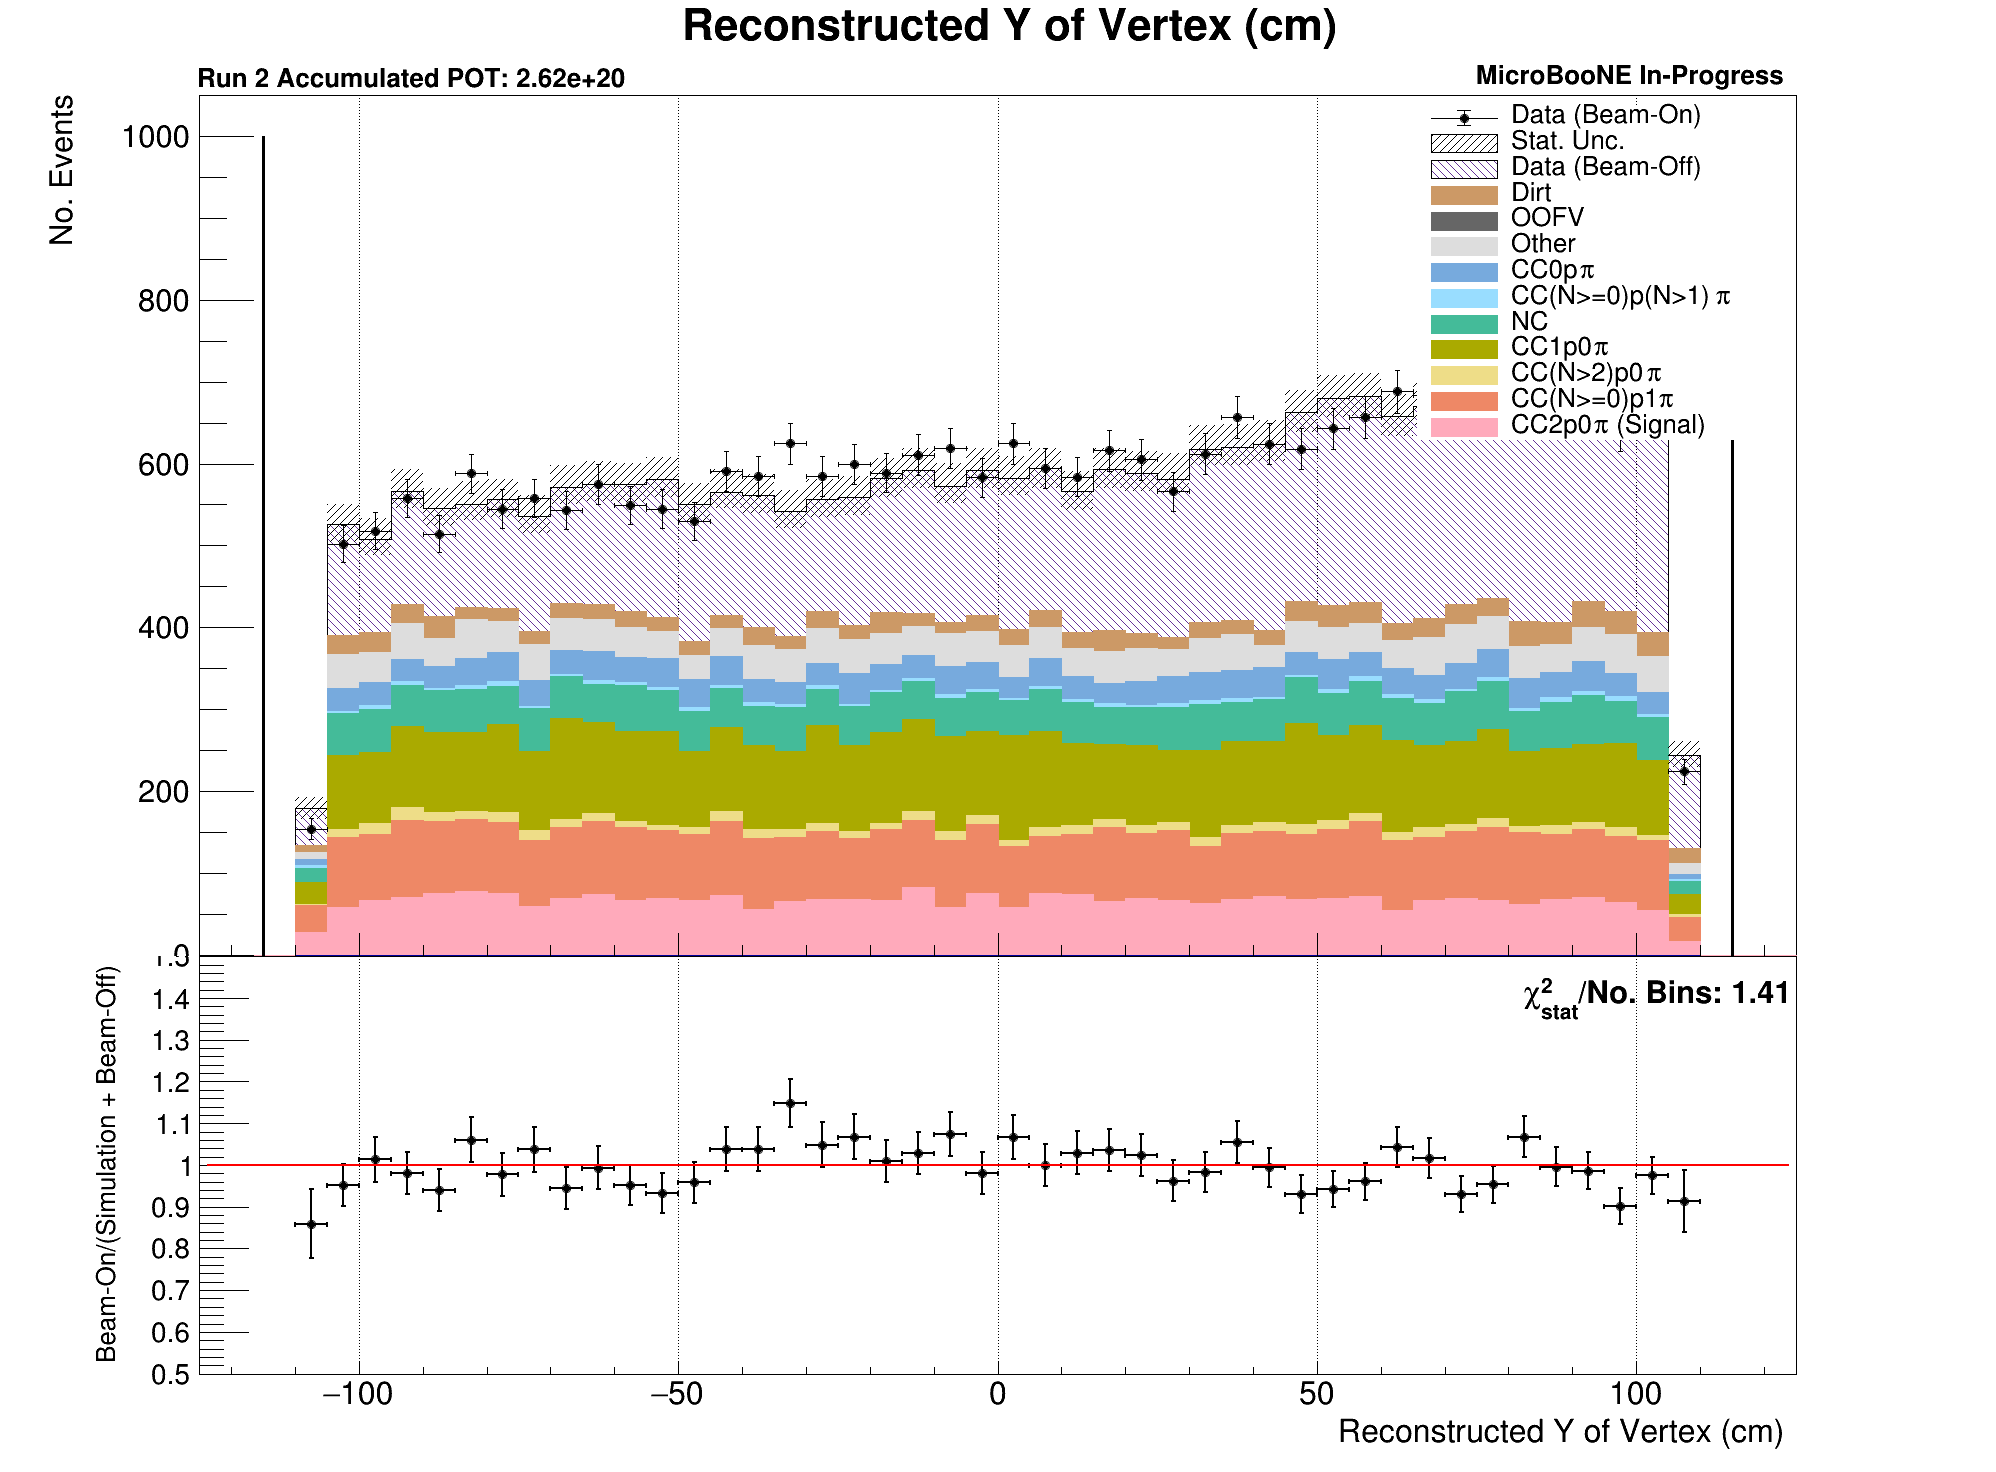 Reconstructed Y of Vertex (cm)
Run 2 Accumulated POT: 2.62e+20
MicroBooNE In-Progress
No. Events
1000
800
600
400
200
0
Data (Beam-On)
Stat. Unc.
Data (Beam-Off)
Dirt
OOFV
Other
CC0pπ
CC(N>=0)p(N>1) π
NC
CC1p0π
CC(N>2)p0π
CC(N>=0)p1π
CC2p0π (Signal)
Beam-On/(Simulation + Beam-Off)
1.5
1.4
1.3
1.2
1.1
1
0.9
0.8
0.7
0.6
0.5
χ²stat/No. Bins: 1.41
−100
−50
0
50
100
Reconstructed Y of Vertex (cm)